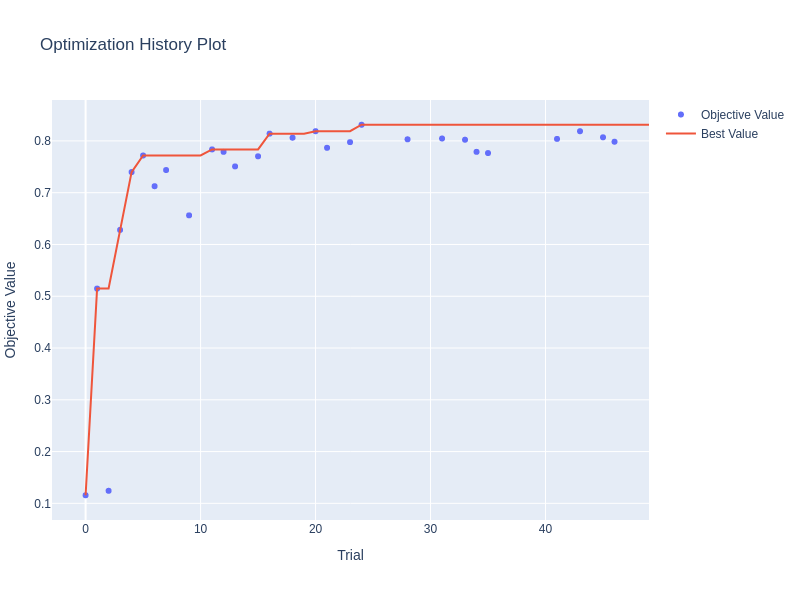 Optimization History Plot
Objective Value
Best Value
0.8
0.7
0.6
0.5
0.4
0.3
0.2
0.1
Objective Value
0 10 20 30 40
Trial